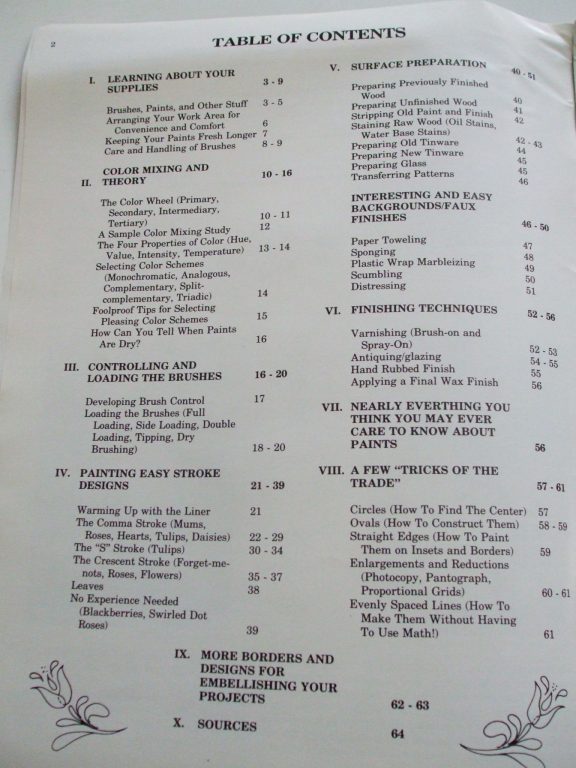 2
TABLE OF CONTENTS
I. LEARNING ABOUT YOUR
SUPPLIES 3 - 9
Brushes, Paints, and Other Stuff 3 - 5
Arranging Your Work Area for
Convenience and Comfort 6
Keeping Your Paints Fresh Longer 7
Care and Handling of Brushes 8 - 9
COLOR MIXING AND
II. THEORY 10 - 16
The Color Wheel (Primary,
Secondary, Intermediary,
Tertiary) 10 - 11
A Sample Color Mixing Study 12
The Four Properties of Color (Hue,
Value, Intensity, Temperature) 13 - 14
Selecting Color Schemes
(Monochromatic, Analogous,
Complementary, Split-
complementary, Triadic) 14
Foolproof Tips for Selecting
Pleasing Color Schemes 15
How Can You Tell When Paints
Are Dry? 16
III. CONTROLLING AND
LOADING THE BRUSHES 16 - 20
Developing Brush Control 17
Loading the Brushes (Full
Loading, Side Loading, Double
Loading, Tipping, Dry
Brushing) 18 - 20
IV. PAINTING EASY STROKE
DESIGNS 21 - 39
Warming Up with the Liner 21
The Comma Stroke (Mums,
Roses, Hearts, Tulips, Daisies) 22 - 29
The "S" Stroke (Tulips) 30 - 34
The Crescent Stroke (Forget-me-
nots, Roses, Flowers) 35 - 37
Leaves 38
No Experience Needed
(Blackberries, Swirled Dot
Roses) 39
V. SURFACE PREPARATION 40 - 51
Preparing Previously Finished
Wood 40
Preparing Unfinished Wood 41
Stripping Old Paint and Finish 42
Staining Raw Wood (Oil Stains,
Water Base Stains) 42 - 43
Preparing Old Tinware 44
Preparing New Tinware 45
Preparing Glass 45
Transferring Patterns 46
INTERESTING AND EASY
BACKGROUNDS/FAUX
FINISHES 46 - 50
Paper Toweling 47
Sponging 48
Plastic Wrap Marbleizing 49
Scumbling 50
Distressing 51
VI. FINISHING TECHNIQUES 52 - 56
Varnishing (Brush-on and
Spray-On) 52 - 53
Antiquing/glazing 54 - 55
Hand Rubbed Finish 55
Applying a Final Wax Finish 56
VII. NEARLY EVERTHING YOU
THINK YOU MAY EVER
CARE TO KNOW ABOUT
PAINTS 56
VIII. A FEW "TRICKS OF THE
TRADE" 57 - 61
Circles (How To Find The Center) 57
Ovals (How To Construct Them) 58 - 59
Straight Edges (How To Paint
Them on Insets and Borders) 59
Enlargements and Reductions
(Photocopy, Pantograph,
Proportional Grids) 60 - 61
Evenly Spaced Lines (How To
Make Them Without Having
To Use Math!) 61
IX. MORE BORDERS AND
DESIGNS FOR
EMBELLISHING YOUR
PROJECTS 62 - 63
X. SOURCES 64